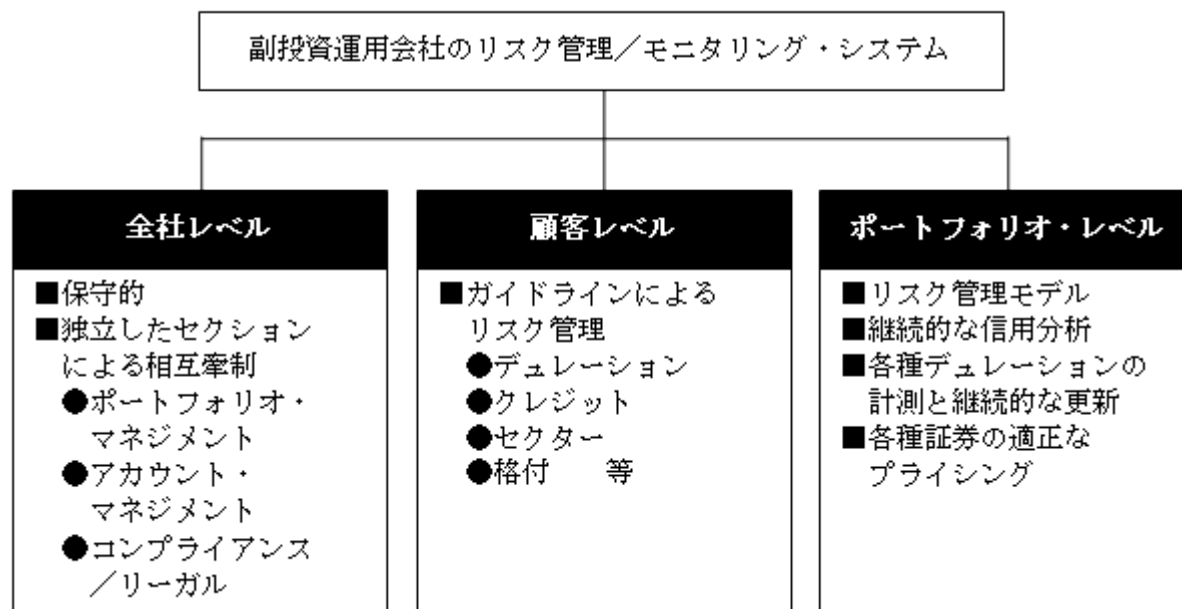 副投資運用会社のリスク管理／モニタリング・システム
全社レベル
■保守的
■独立したセクション
による相互牽制
●ポートフォリオ・
マネジメント
●アカウント・
マネジメント
●コンプライアンス
／リーガル
顧客レベル
■ガイドラインによる
リスク管理
●デュレーション
●クレジット
●セクター
●格付　等
ポートフォリオ・レベル
■リスク管理モデル
■継続的な信用分析
■各種デュレーションの
計測と継続的な更新
■各種証券の適正な
プライシング